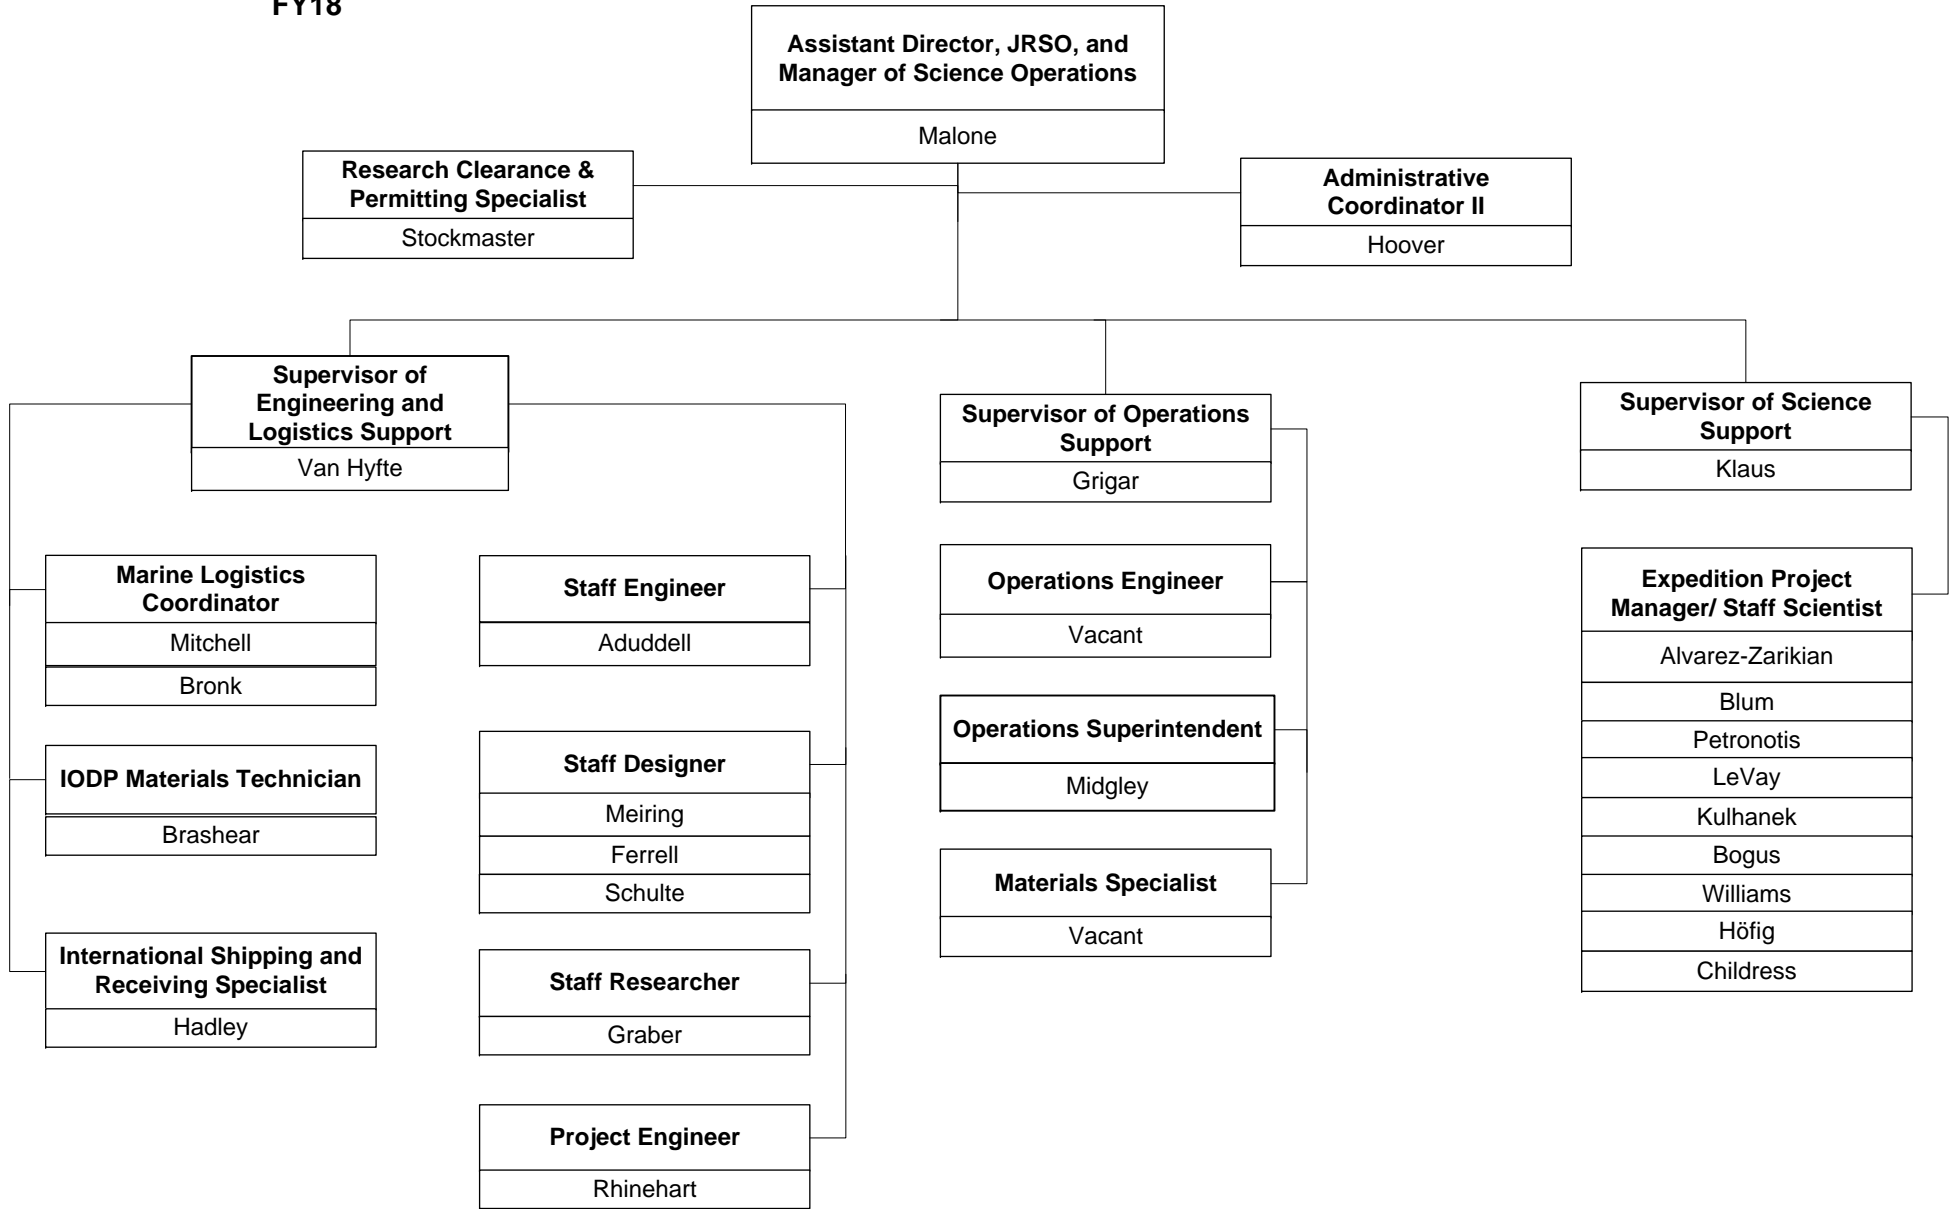 FY18
Assistant Director, JRSO, and
Manager of Science Operations
Malone
Research Clearance &
Permitting Specialist
Stockmaster
Administrative
Coordinator II
Hoover
Supervisor of
Engineering and
Logistics Support
Van Hyfte
Marine Logistics
Coordinator
Mitchell
Bronk
IODP Materials Technician
Brashear
International Shipping and
Receiving Specialist
Hadley
Staff Engineer
Aduddell
Staff Designer
Meiring
Ferrell
Schulte
Staff Researcher
Graber
Project Engineer
Rhinehart
Supervisor of Operations
Support
Grigar
Operations Engineer
Vacant
Operations Superintendent
Midgley
Materials Specialist
Vacant
Supervisor of Science
Support
Klaus
Expedition Project
Manager/ Staff Scientist
Alvarez-Zarikian
Blum
Petronotis
LeVay
Kulhanek
Bogus
Williams
Höfig
Childress